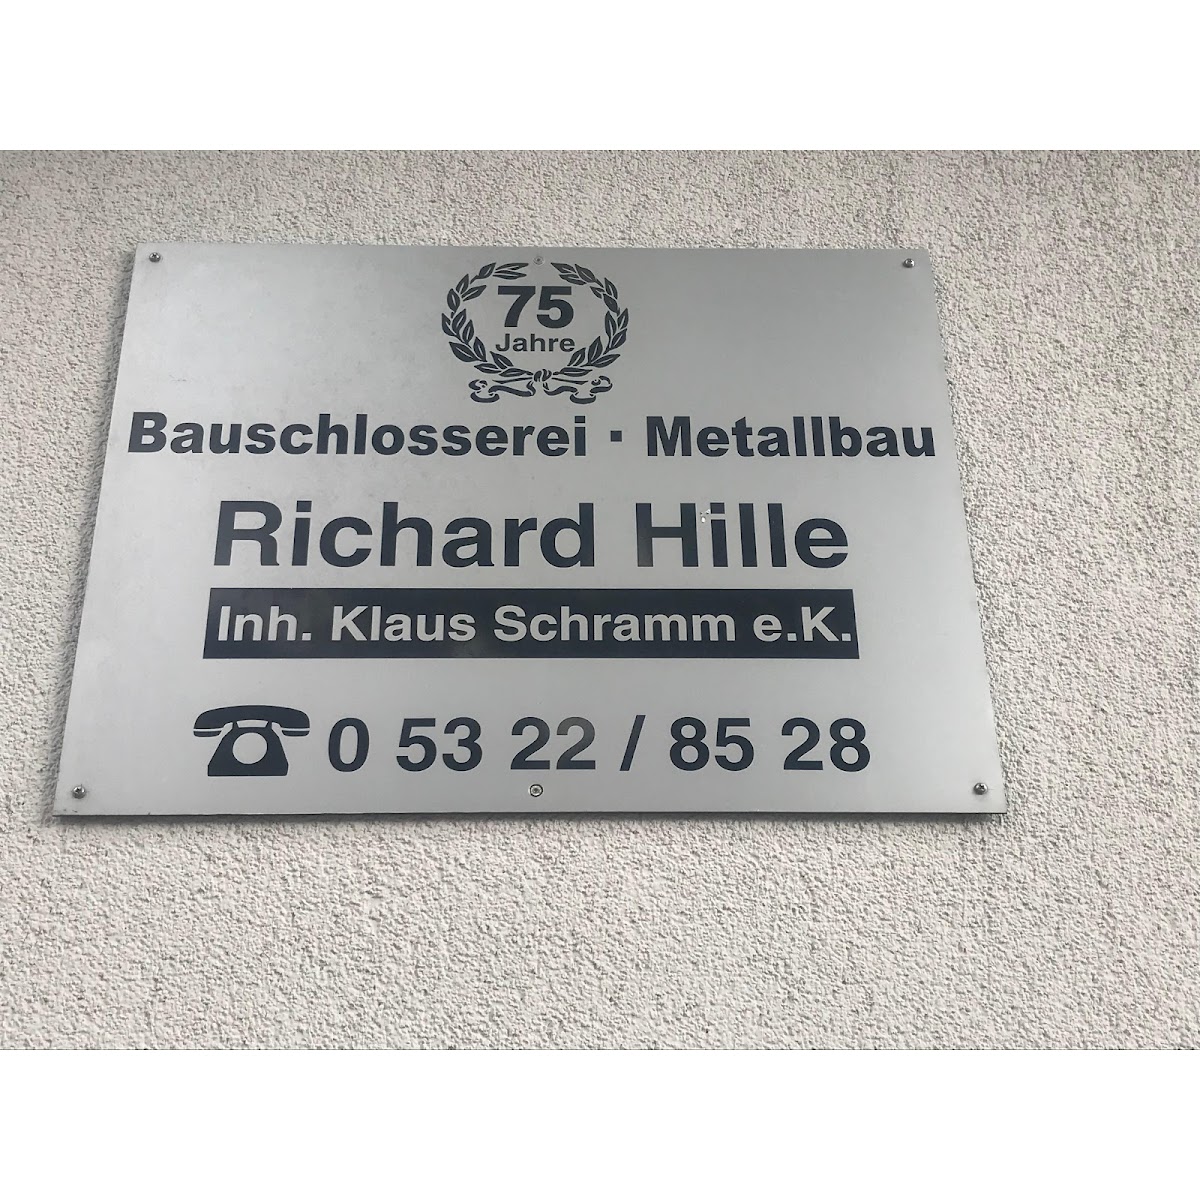 75
Jahre
Bauschlosserei · Metallbau
Richard Hille
Inh. Klaus Schramm e.K.
0 53 22 / 85 28